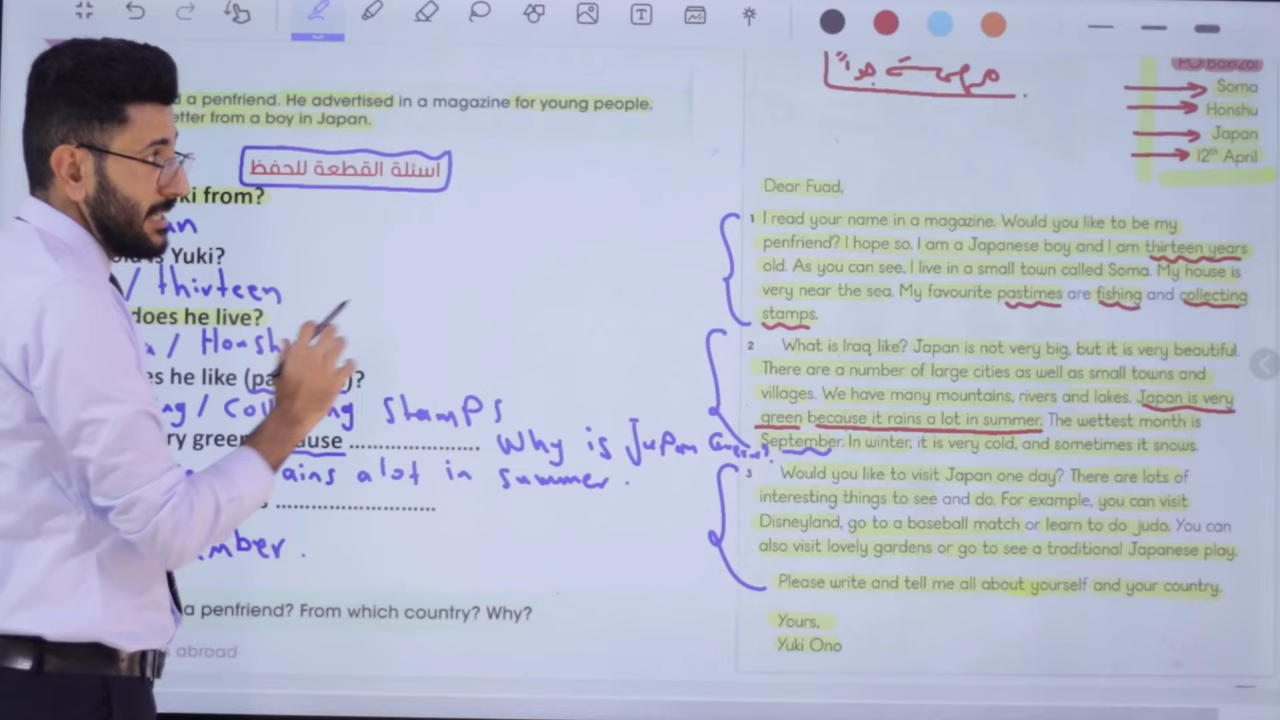 d a penfriend. He advertised in a magazine for young people.
etter from a boy in Japan.
اسئلة القطعة للحفظ
ki from?
an
is Yuki?
/ thirteen
does he live?
/ Honsh
es he like (pa )?
ng / Coll ng stamps
ry green cause .................. Why is Japan Green?
ains a lot in summer.
..........................
mber.
a penfriend? From which country? Why?
abroad
PO box 201
Soma
Honshu
Japan
12th April
Dear Fuad,
1 I read your name in a magazine. Would you like to be my
penfriend? I hope so. I am a Japanese boy and I am thirteen years
old. As you can see, I live in a small town called Soma. My house is
very near the sea. My favourite pastimes are fishing and collecting
stamps.
2 What is Iraq like? Japan is not very big, but it is very beautiful.
There are a number of large cities as well as small towns and
villages. We have many mountains, rivers and lakes. Japan is very
green because it rains a lot in summer. The wettest month is
September. In winter, it is very cold, and sometimes it snows.
3 Would you like to visit Japan one day? There are lots of
interesting things to see and do. For example, you can visit
Disneyland, go to a baseball match or learn to do judo. You can
also visit lovely gardens or go to see a traditional Japanese play.
Please write and tell me all about yourself and your country.
Yours,
Yuki Ono